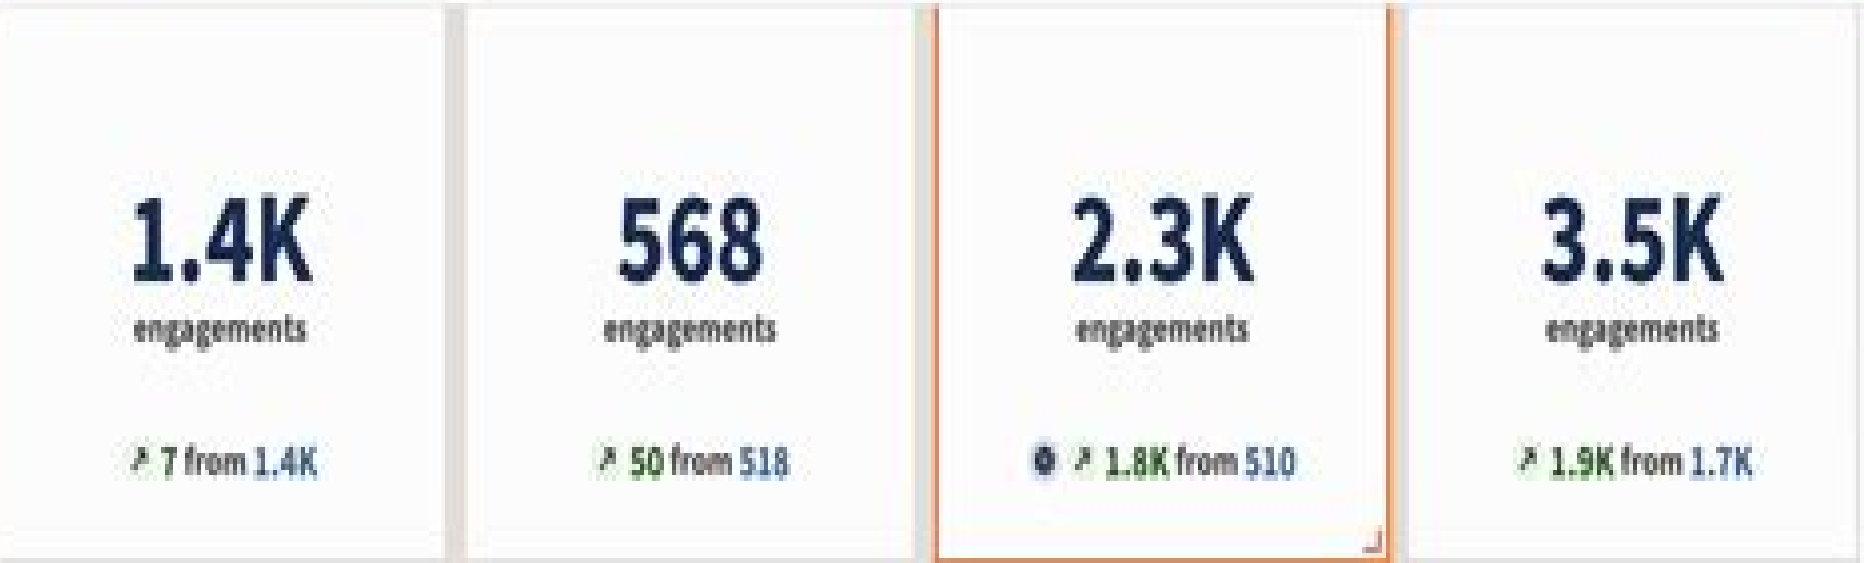 1.4K
engagements
↗ 7 from 1.4K
568
engagements
↗ 50 from 518
2.3K
engagements
↗ 1.8K from 510
3.5K
engagements
↗ 1.9K from 1.7K